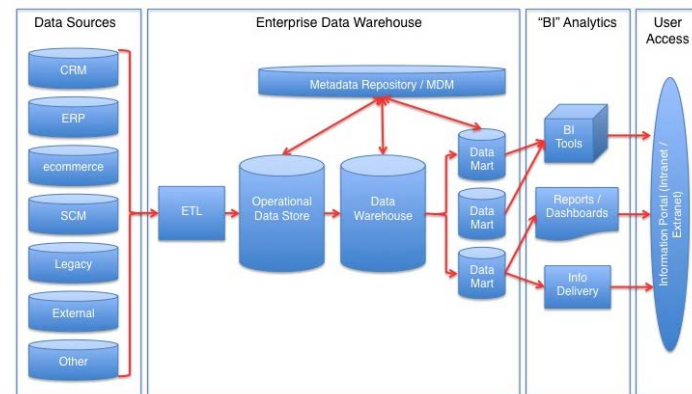 Data Sources
Enterprise Data Warehouse
“BI” Analytics
User
Access
CRM
ERP
ecommerce
SCM
Legacy
External
Other
ETL
Metadata Repository / MDM
Operational
Data Store
Data
Warehouse
Data
Mart
Data
Mart
Data
Mart
BI
Tools
Reports /
Dashboards
Info
Delivery
Information Portal (Intranet /
Extranet)